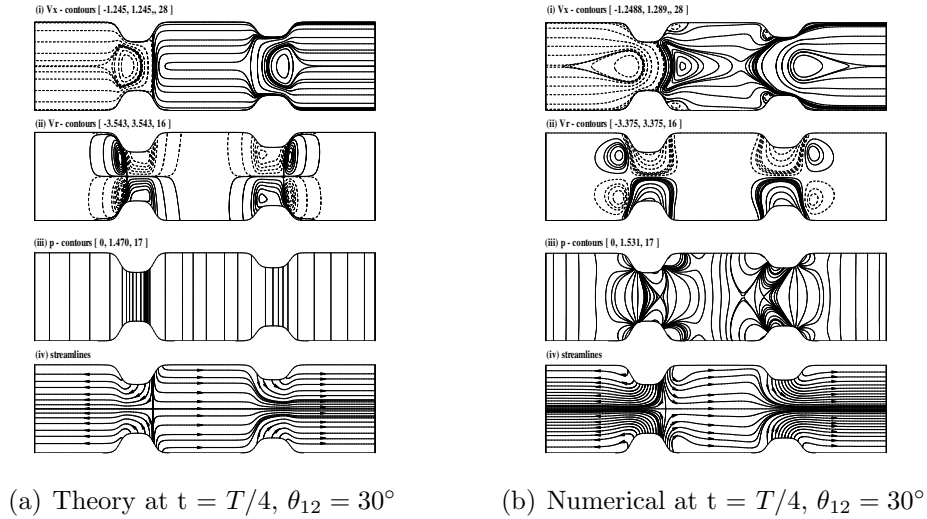 (i) Vx - contours [ -1.245, 1.245,, 28 ]
(ii) Vr - contours [ -3.543, 3.543, 16 ]
(iii) p - contours [ 0, 1.470, 17 ]
(iv) streamlines
(a) Theory at t = T/4, θ12 = 30°
(i) Vx - contours [ -1.2488, 1.289,, 28 ]
(ii) Vr - contours [ -3.375, 3.375, 16 ]
(iii) p - contours [ 0, 1.531, 17 ]
(iv) streamlines
(b) Numerical at t = T/4, θ12 = 30°